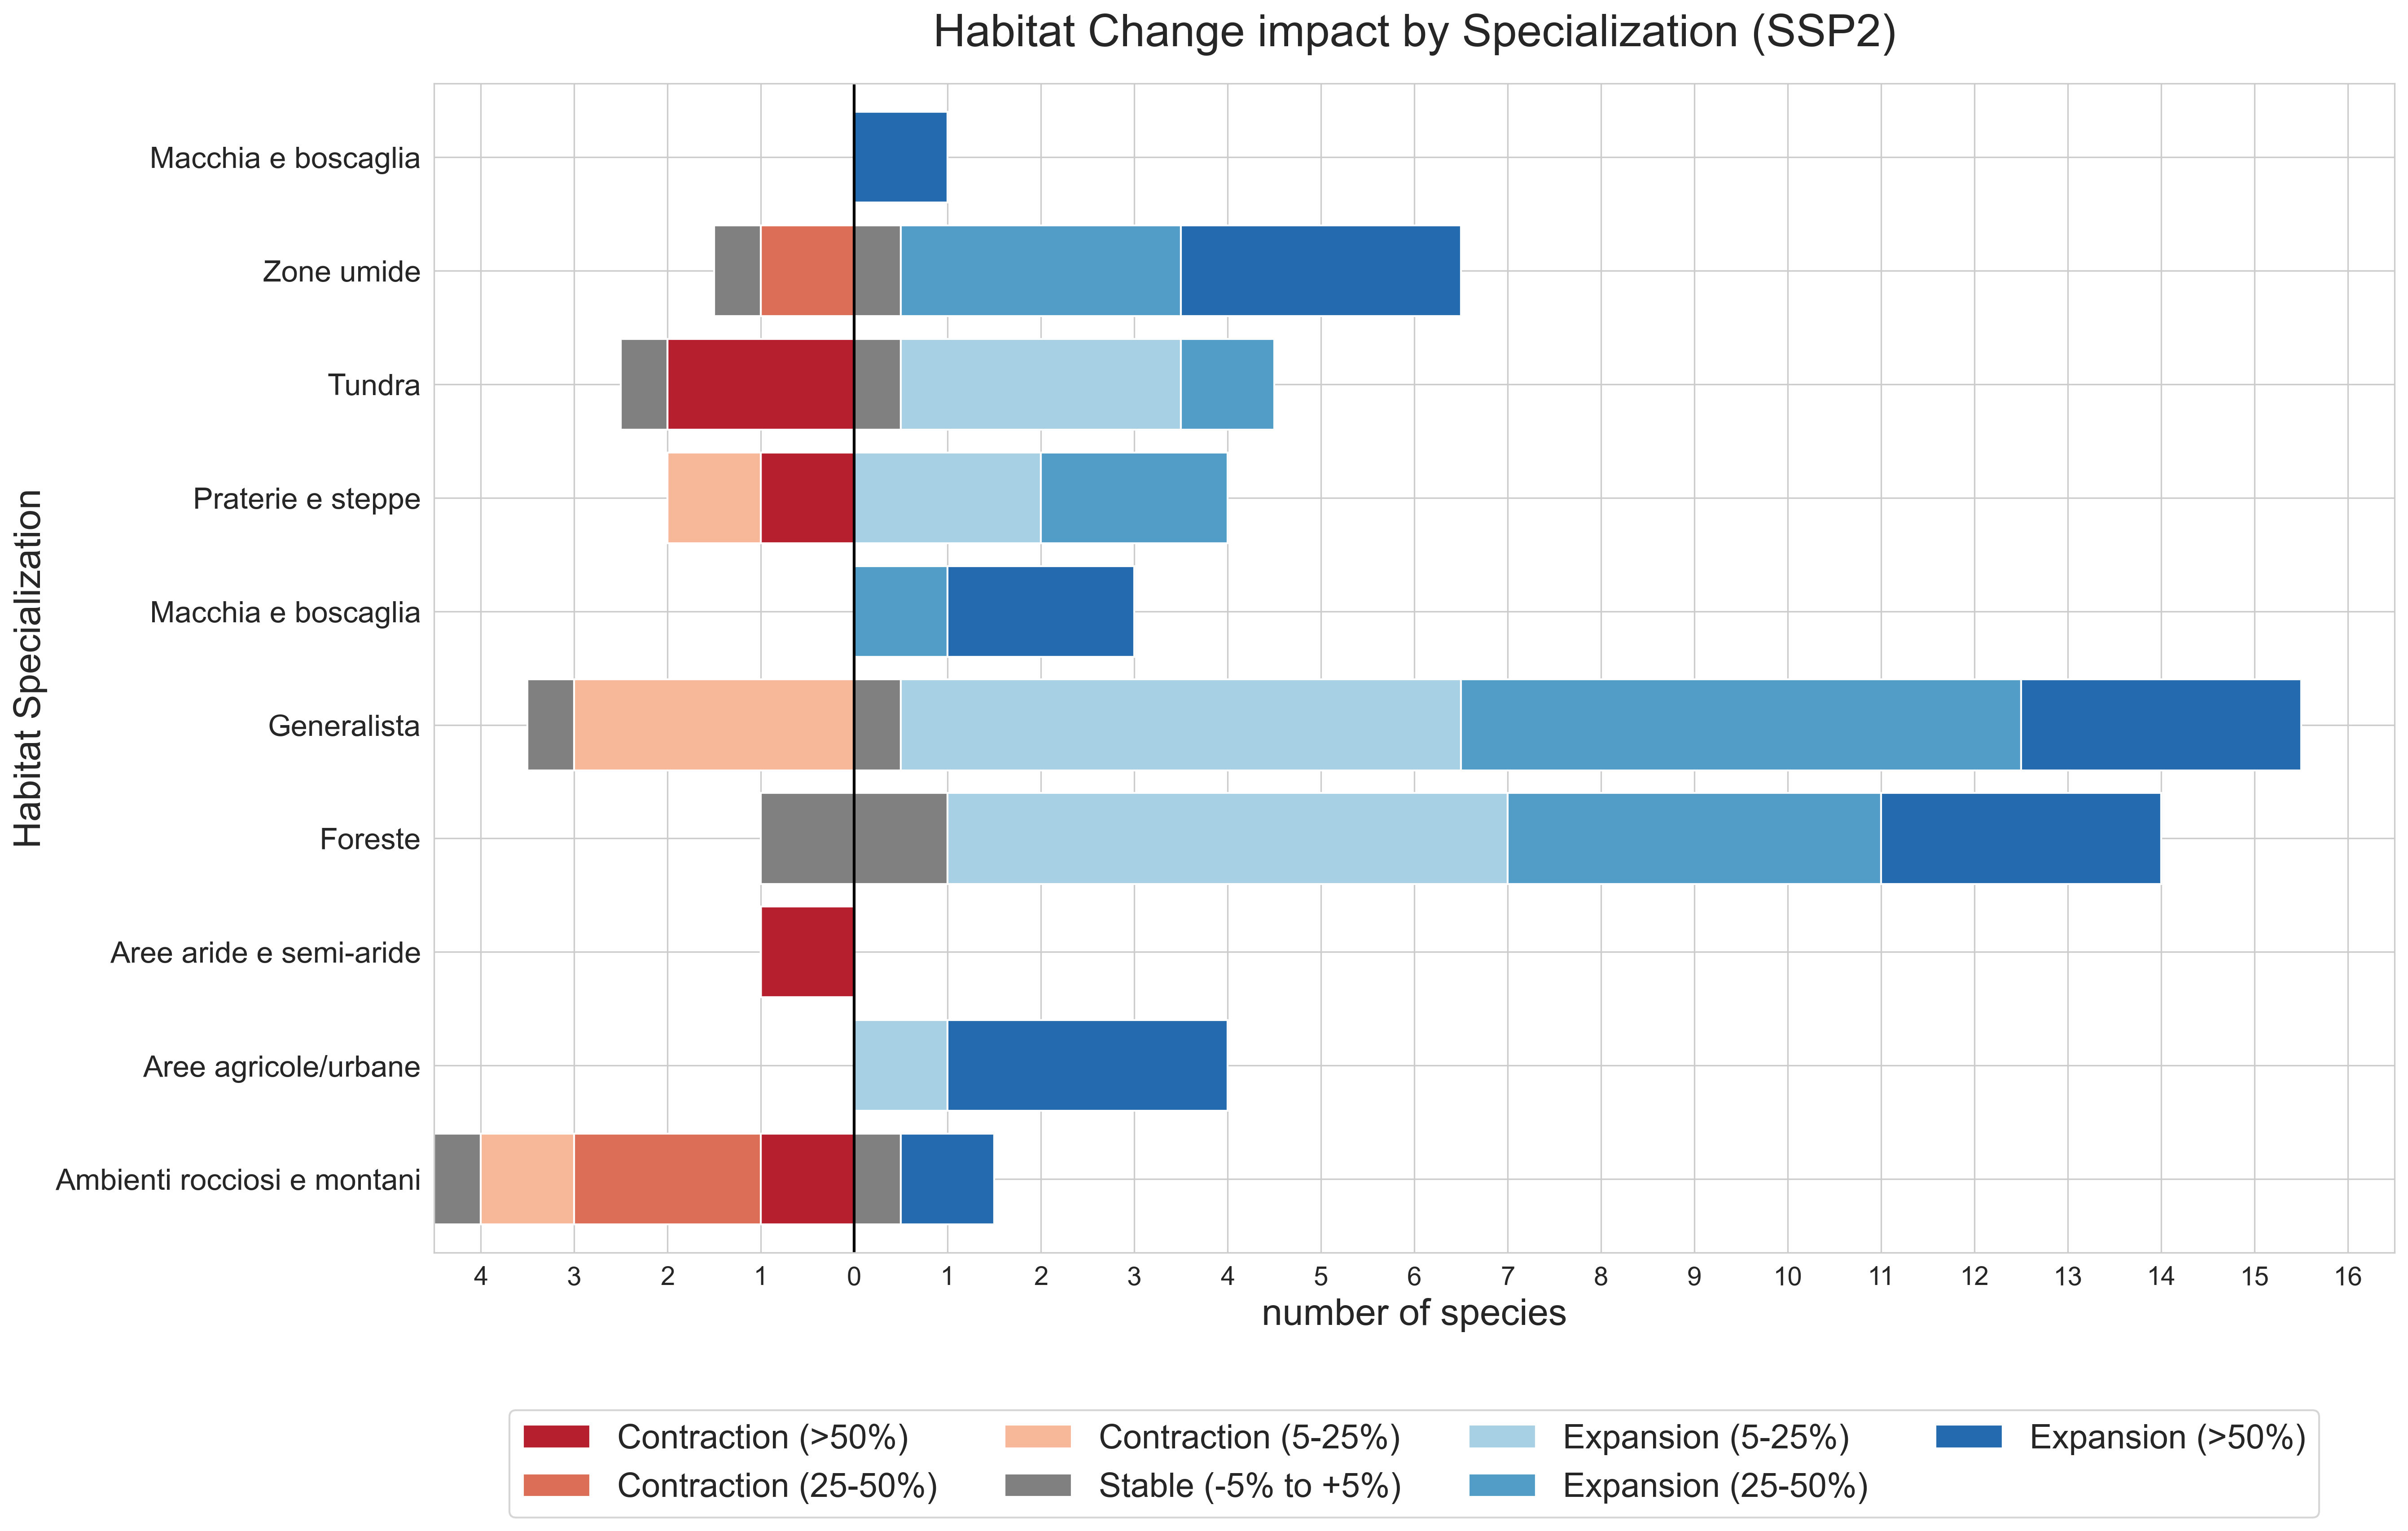 Habitat Change impact by Specialization (SSP2)
Macchia e boscaglia
Zone umide
Tundra
Praterie e steppe
Macchia e boscaglia
Generalista
Foreste
Aree aride e semi-aride
Aree agricole/urbane
Ambienti rocciosi e montani
Habitat Specialization
4 3 2 1 0 1 2 3 4 5 6 7 8 9 10 11 12 13 14 15 16
number of species
Contraction (>50%) Contraction (5-25%) Expansion (5-25%) Expansion (>50%)
Contraction (25-50%) Stable (-5% to +5%) Expansion (25-50%)